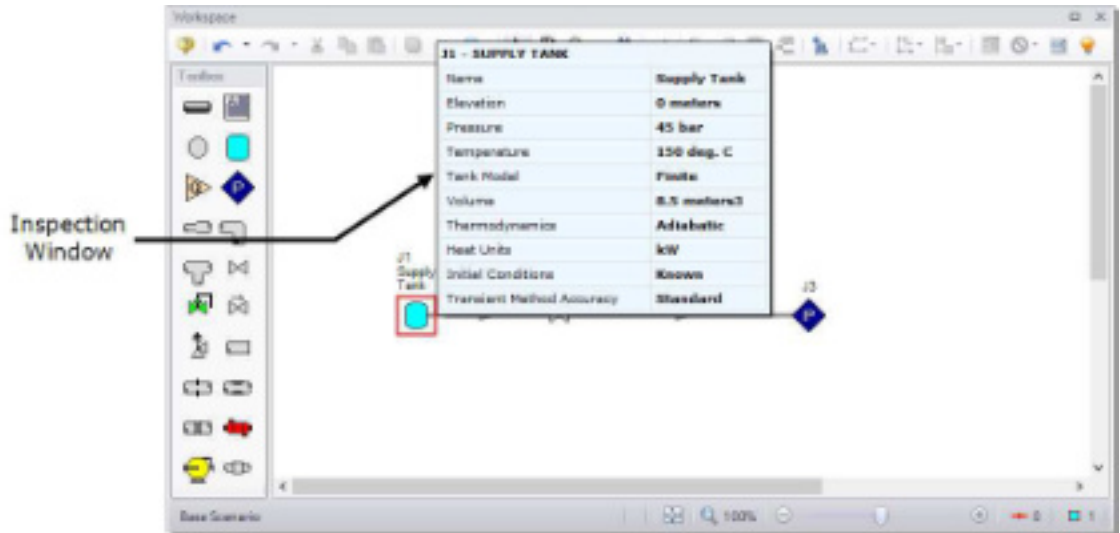 Workspace
J1 - SUPPLY TANK
Toolbox
Name Supply Tank
Elevation 0 meters
Pressure 45 bar
Temperature 150 deg. C
Tank Model Finite
Volume 8.5 meters3
Thermodynamics Adiabatic
Heat Units kW
Initial Conditions Known
Transient Method Accuracy Standard
Inspection
Window
J1
Supply
Tank
J3
P
P
Base Scenario
100%
0
1